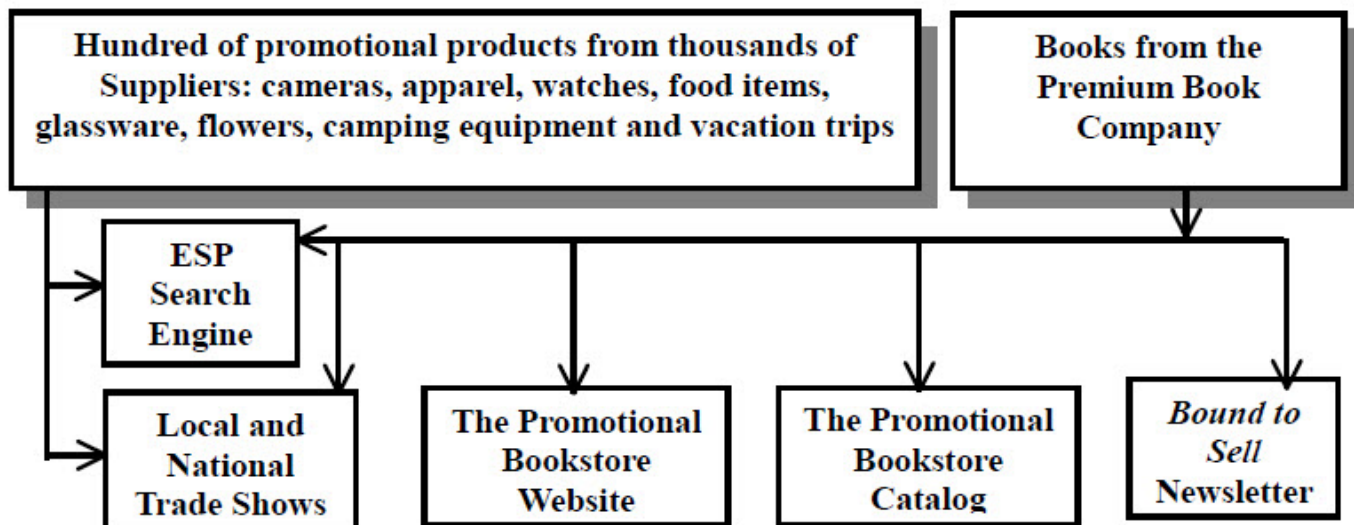 Hundred of promotional products from thousands of
Suppliers: cameras, apparel, watches, food items,
glassware, flowers, camping equipment and vacation trips
Books from the
Premium Book
Company
ESP
Search
Engine
Local and
National
Trade Shows
The Promotional
Bookstore
Website
The Promotional
Bookstore
Catalog
Bound to
Sell
Newsletter